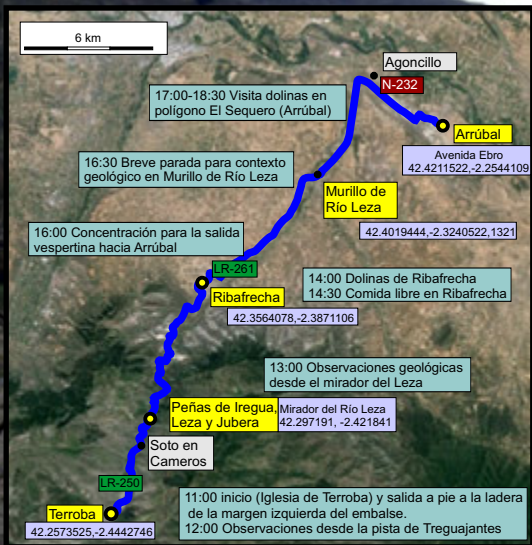 6 km
Agoncillo
N-232
17:00-18:30 Visita dolinas en
polígono El Sequero (Arrúbal)
Arrúbal
Avenida Ebro
42.4211522,-2.2544109
16:30 Breve parada para contexto
geológico en Murillo de Río Leza
Murillo de
Río Leza
42.4019444,-2.3240522,1321
16:00 Concentración para la salida
vespertina hacia Arrúbal
LR-261
14:00 Dolinas de Ribafrecha
14:30 Comida libre en Ribafrecha
Ribafrecha
42.3564078,-2.3871106
13:00 Observaciones geológicas
desde el mirador del Leza
Peñas de Iregua,
Leza y Jubera
Mirador del Río Leza
42.297191, -2.421841
Soto en
Cameros
LR-250
11:00 inicio (Iglesia de Terroba) y salida a pie a la ladera
de la margen izquierda del embalse.
12:00 Observaciones desde la pista de Treguajantes
Terroba
42.2573525,-2.4442746